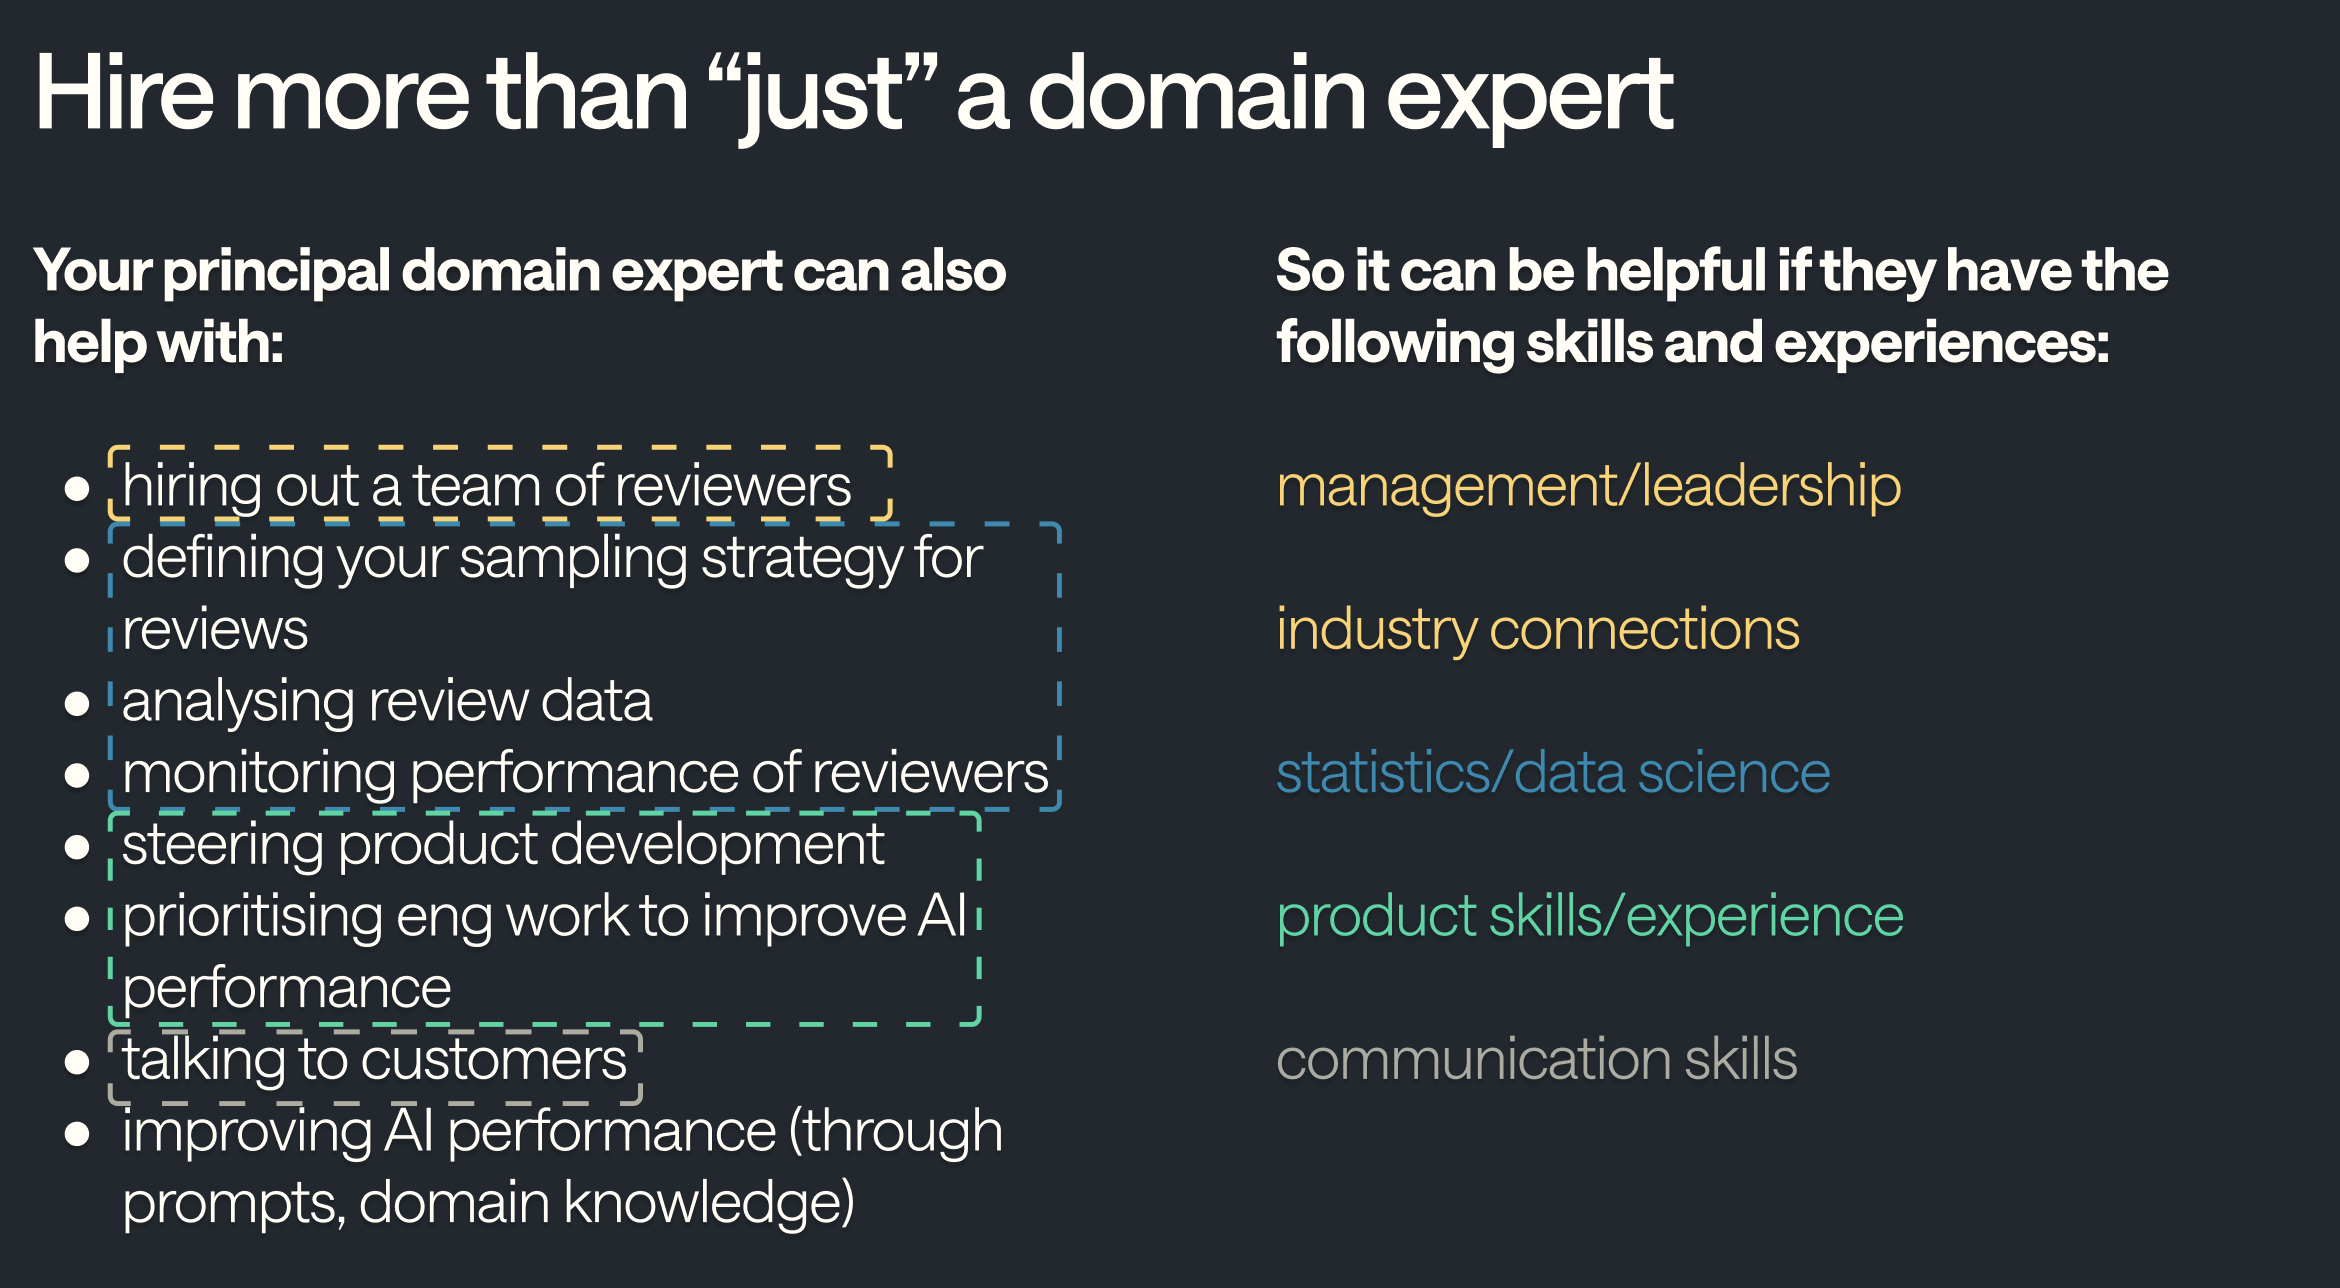 Hire more than “just” a domain expert
Your principal domain expert can also
help with:
● hiring out a team of reviewers
● defining your sampling strategy for
reviews
● analysing review data
● monitoring performance of reviewers
● steering product development
● prioritising eng work to improve AI
performance
● talking to customers
● improving AI performance (through
prompts, domain knowledge)
So it can be helpful if they have the
following skills and experiences:
management/leadership
industry connections
statistics/data science
product skills/experience
communication skills